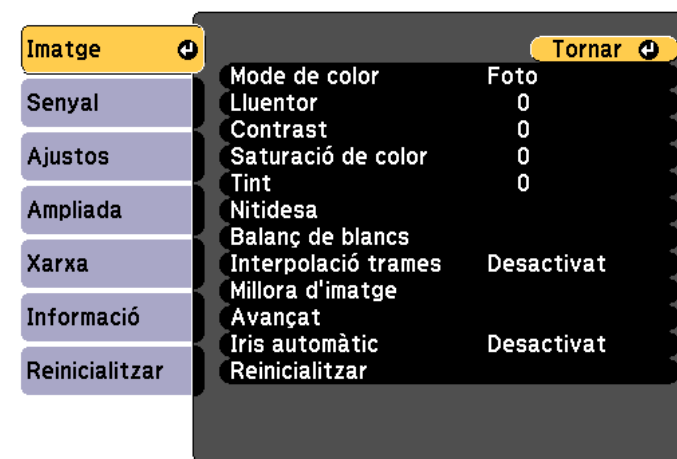 Imatge
Senyal
Ajustos
Ampliada
Xarxa
Informació
Reinicialitzar
Tornar
Mode de color Foto
Lluentor 0
Contrast 0
Saturació de color 0
Tint 0
Nitidesa
Balanç de blancs
Interpolació trames Desactivat
Millora d'imatge
Avançat
Iris automàtic Desactivat
Reinicialitzar